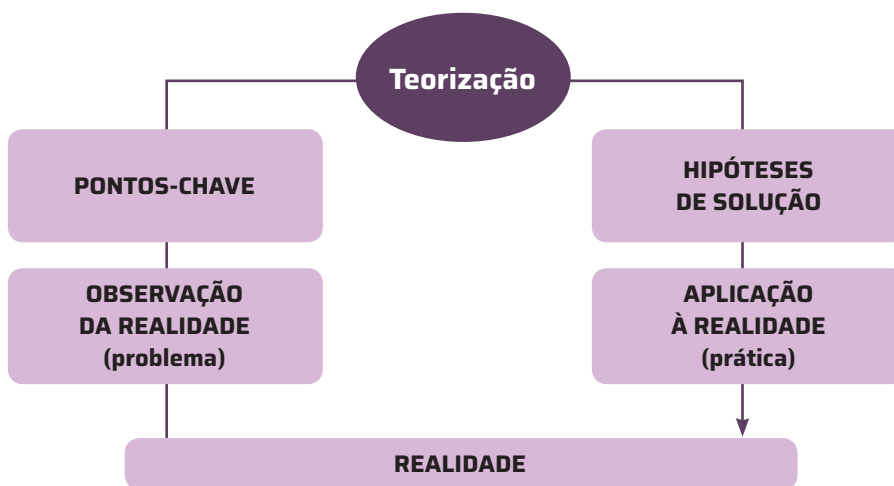 Teorização
PONTOS-CHAVE
HIPÓTESES
DE SOLUÇÃO
OBSERVAÇÃO
DA REALIDADE
(problema)
APLICAÇÃO
À REALIDADE
(prática)
REALIDADE